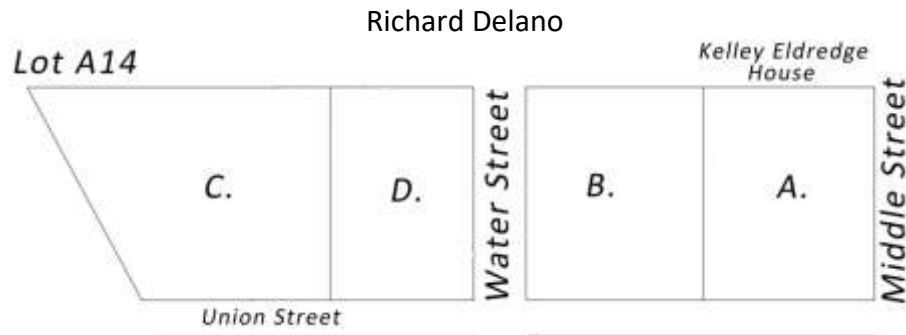 Richard Delano
Lot A14
Kelley Eldredge
House
C.
D.
Water Street
B.
A.
Middle Street
Union Street